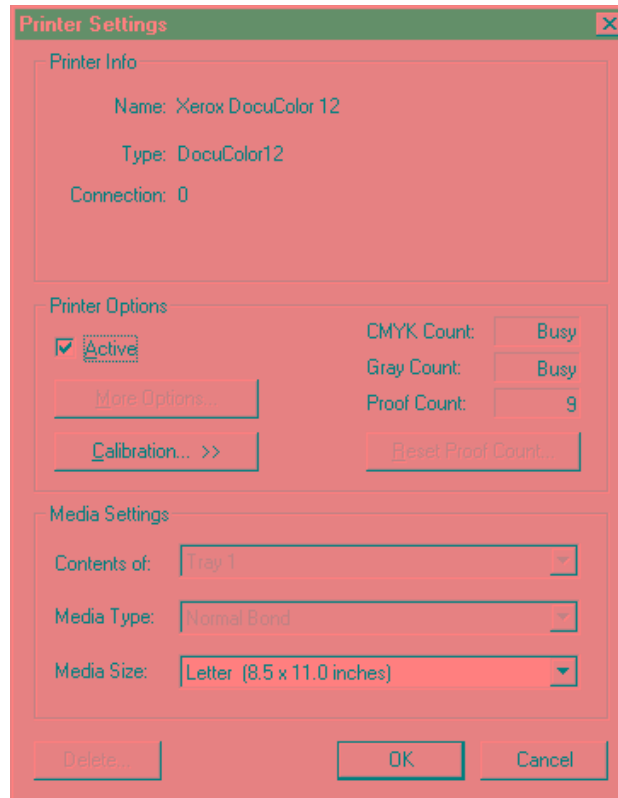 Printer Settings
Printer Info
Name: Xerox DocuColor 12
Type: DocuColor12
Connection: 0
Printer Options
Active
CMYK Count: Busy
Gray Count: Busy
More Options...
Proof Count: 9
Calibration... >>
Reset Proof Count...
Media Settings
Contents of: Tray 1
Media Type: Normal Bond
Media Size: Letter (8.5 x 11.0 inches)
Delete... OK Cancel